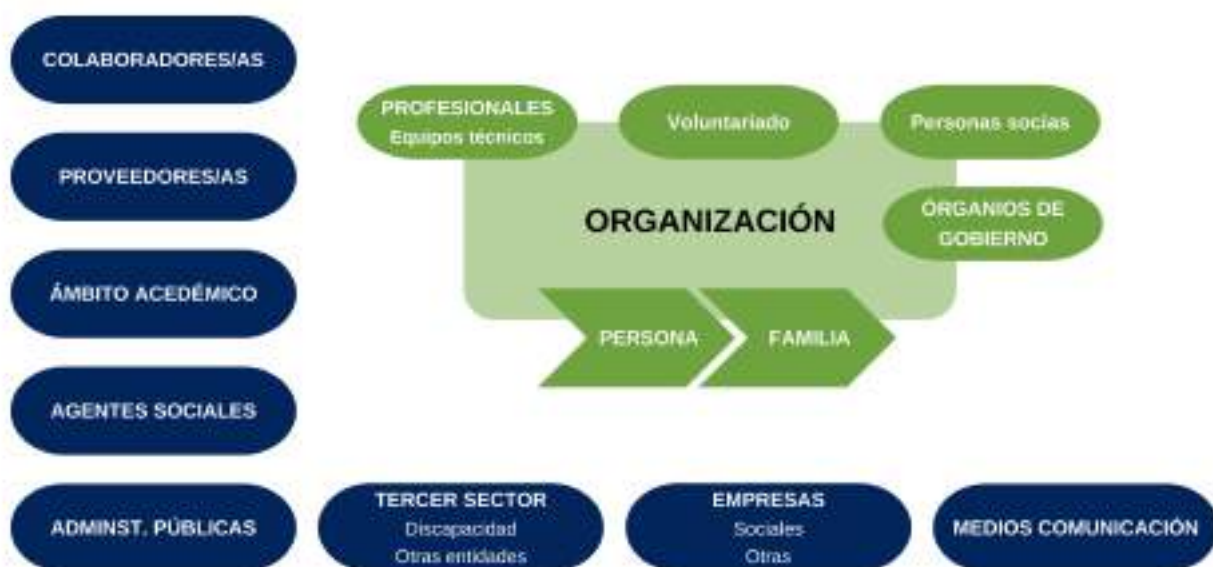 COLABORADORES/AS
PROVEEDORES/AS
ÁMBITO ACEDÉMICO
AGENTES SOCIALES
ADMINST. PÚBLICAS
PROFESIONALES
Equipos técnicos
Voluntariado
Personas socias
ORGANIZACIÓN
ÓRGANIOS DE
GOBIERNO
PERSONA
FAMILIA
TERCER SECTOR
Discapacidad
Otras entidades
EMPRESAS
Sociales
Otras
MEDIOS COMUNICACIÓN